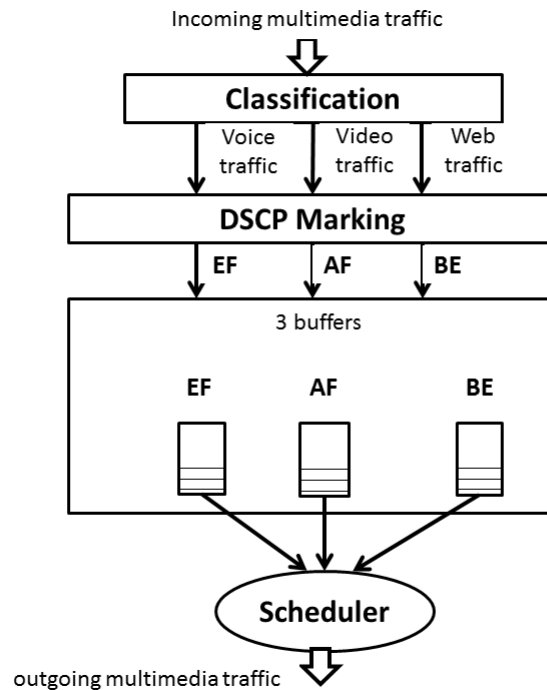 Incoming multimedia traffic
Classification
Voice traffic
Video traffic
Web traffic
DSCP Marking
EF
AF
BE
3 buffers
EF
AF
BE
Scheduler
outgoing multimedia traffic